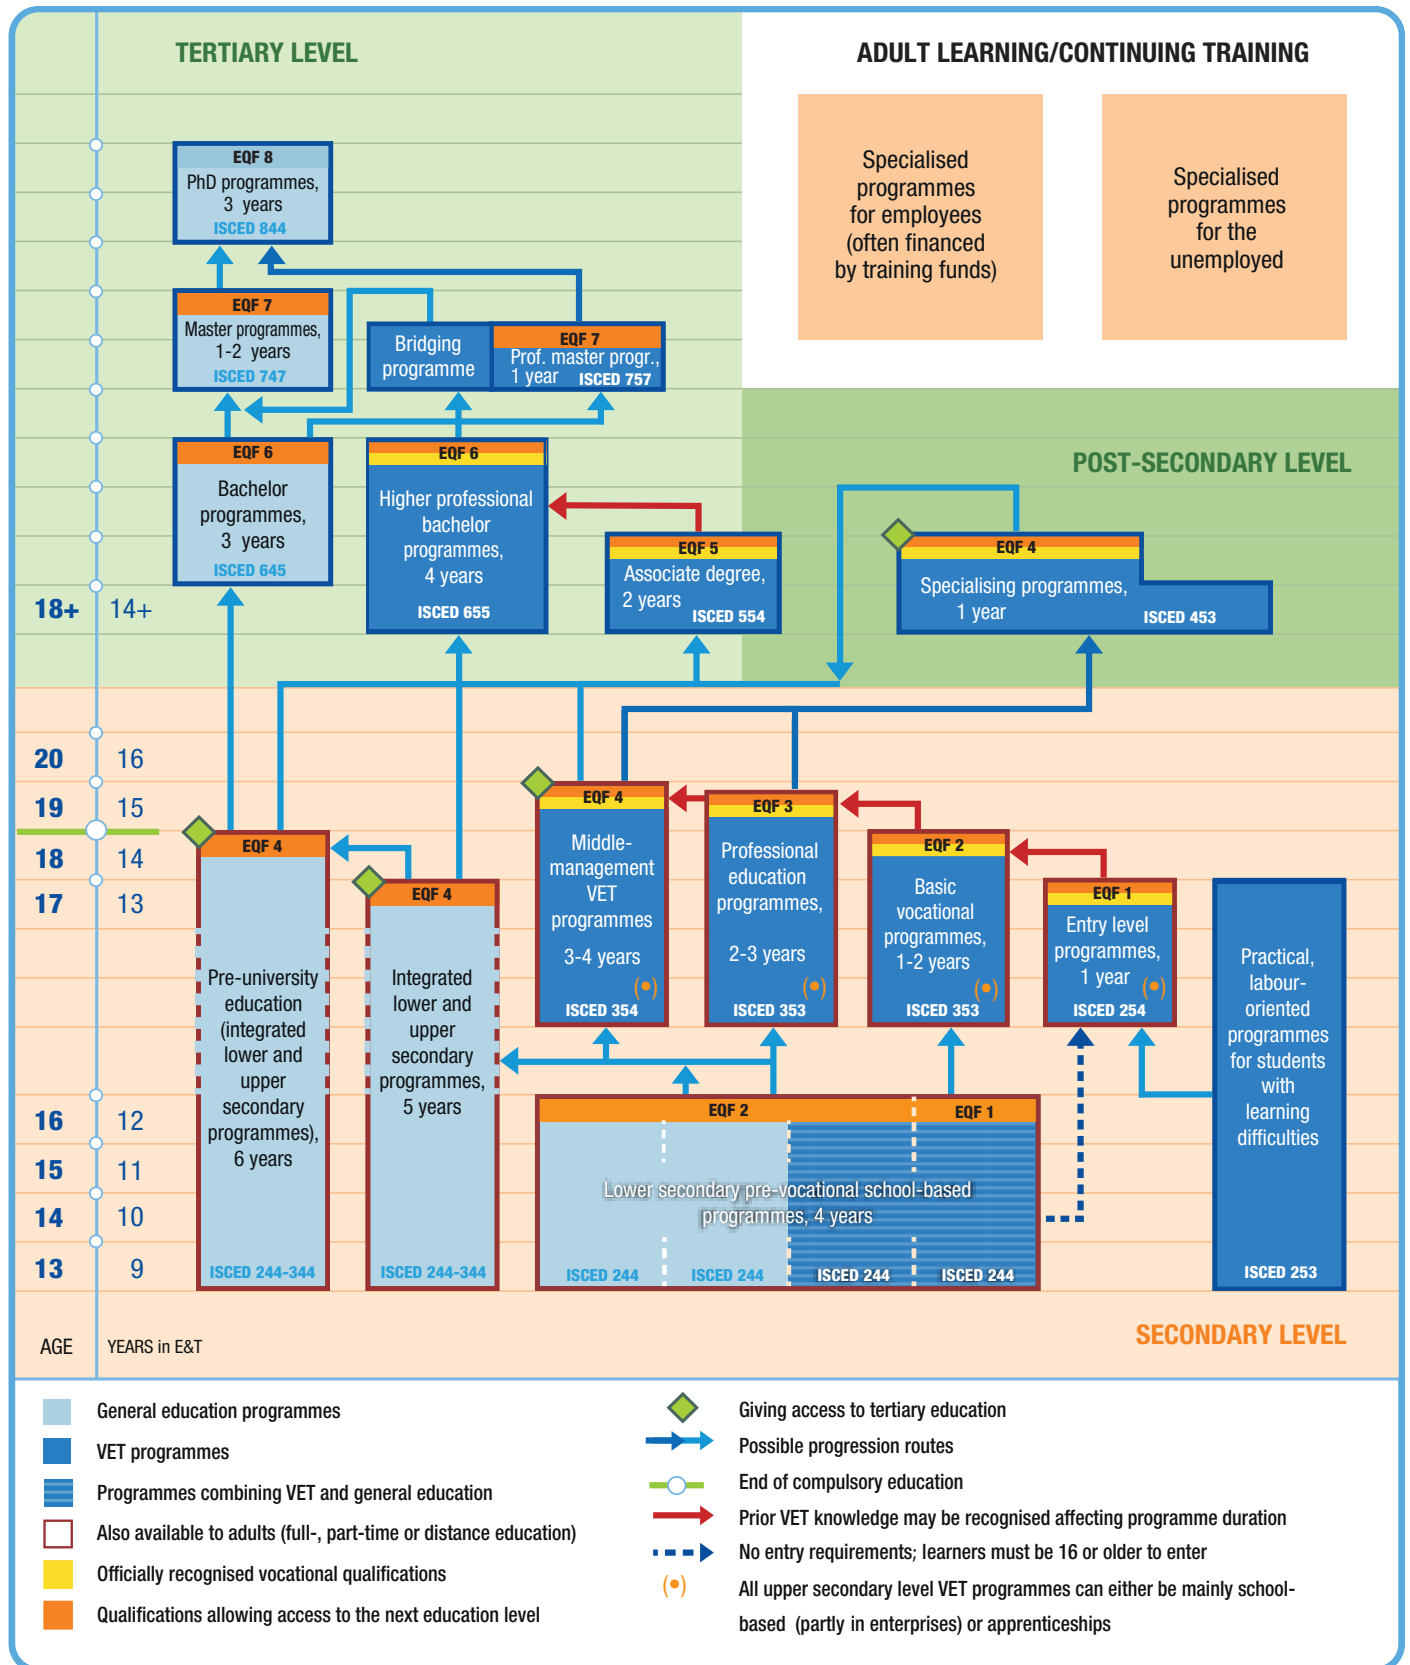 TERTIARY LEVEL
ADULT LEARNING/CONTINUING TRAINING
Specialised
programmes
for employees
(often financed
by training funds)
Specialised
programmes
for the
unemployed
EQF 8
PhD programmes,
3 years
ISCED 844
EQF 7
Master programmes,
1-2 years
ISCED 747
Bridging
programme
EQF 7
Prof. master progr.,
1 year ISCED 757
POST-SECONDARY LEVEL
EQF 6
Bachelor
programmes,
3 years
ISCED 645
EQF 6
Higher professional
bachelor
programmes,
4 years
ISCED 655
EQF 5
Associate degree,
2 years
ISCED 554
EQF 4
Specialising programmes,
1 year
ISCED 453
18+ 14+
20 16
19 15
18 14
17 13
16 12
15 11
14 10
13 9
AGE YEARS in E&T
EQF 4
Pre-university
education
(integrated
lower and
upper
secondary
programmes),
6 years
ISCED 244-344
EQF 4
Integrated
lower and
upper
secondary
programmes,
5 years
ISCED 244-344
EQF 4
Middle-
management
VET
programmes
3-4 years
(•)
ISCED 354
EQF 3
Professional
education
programmes,
2-3 years
(•)
ISCED 353
EQF 2
Basic
vocational
programmes,
1-2 years
(•)
ISCED 353
EQF 1
Entry level
programmes,
1 year
(•)
ISCED 254
Practical,
labour-
oriented
programmes
for students
with
learning
difficulties
ISCED 253
EQF 2
EQF 1
Lower secondary pre-vocational school-based
programmes, 4 years
ISCED 244
ISCED 244
ISCED 244
ISCED 244
SECONDARY LEVEL
General education programmes
VET programmes
Programmes combining VET and general education
Also available to adults (full-, part-time or distance education)
Officially recognised vocational qualifications
Qualifications allowing access to the next education level
Giving access to tertiary education
Possible progression routes
End of compulsory education
Prior VET knowledge may be recognised affecting programme duration
No entry requirements; learners must be 16 or older to enter
(•) All upper secondary level VET programmes can either be mainly school-
based (partly in enterprises) or apprenticeships